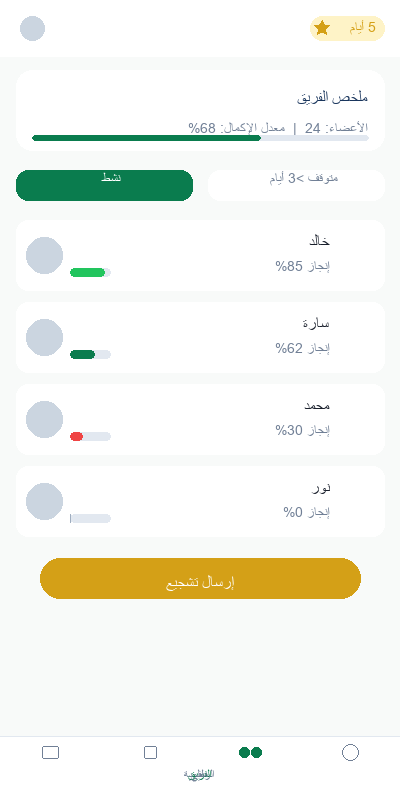 5 أيام
ملخص الفريق
الأعضاء: 24 | معدل الإكمال: 68%
متوقف >3 أيام
نشط
خالد
إنجاز 85%
سارة
إنجاز 62%
محمد
إنجاز 30%
نور
إنجاز 0%
إرسال تشجيع